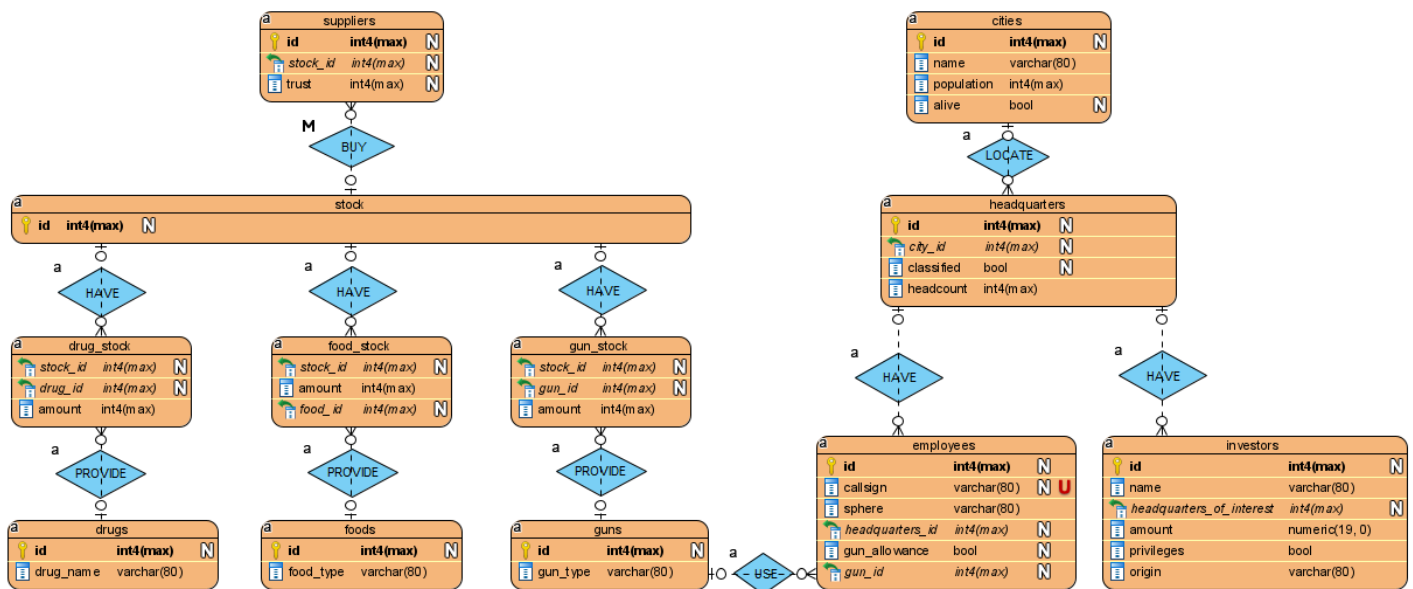 a suppliers
id int4(max) N
stock_id int4(max) N
trust int4(max) N
M
BUY
a stock
id int4(max) N
a
HAVE
a
HAVE
a
HAVE
a drug_stock
stock_id int4(max) N
drug_id int4(max) N
amount int4(max)
a food_stock
stock_id int4(max) N
amount int4(max)
food_id int4(max) N
a gun_stock
stock_id int4(max) N
gun_id int4(max) N
amount int4(max)
a
PROVIDE
a
PROVIDE
a
PROVIDE
a drugs
id int4(max) N
drug_name varchar(80)
a foods
id int4(max) N
food_type varchar(80)
a guns
id int4(max) N
gun_type varchar(80)
a cities
id int4(max) N
name varchar(80)
population int4(max)
alive bool N
a
LOCATE
a headquarters
id int4(max) N
city_id int4(max) N
classified bool N
headcount int4(max)
a
HAVE
a
HAVE
a employees
id int4(max) N
callsign varchar(80) N U
sphere varchar(80)
headquarters_id int4(max) N
gun_allowance bool N
gun_id int4(max) N
a
USE
a investors
id int4(max) N
name varchar(80)
headquarters_of_interest int4(max) N
amount numeric(19, 0)
privileges bool
origin varchar(80)